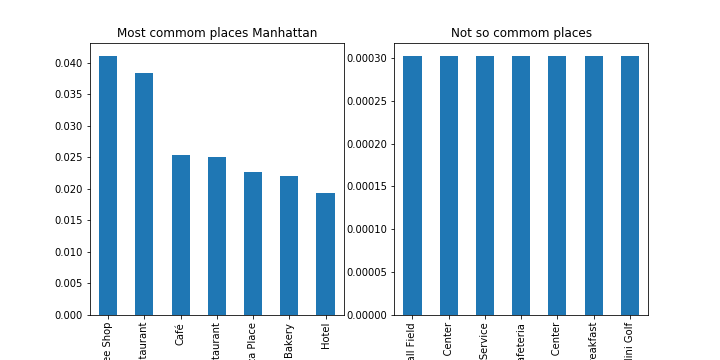 Most commom places Manhattan
0.040
0.035
0.030
0.025
0.020
0.015
0.010
0.005
0.000
ee Shop
taurant
Café
taurant
a Place
Bakery
Hotel
Not so commom places
0.00030
0.00025
0.00020
0.00015
0.00010
0.00005
0.00000
all Field
Center
Service
feteria
Center
eakfast
lini Golf